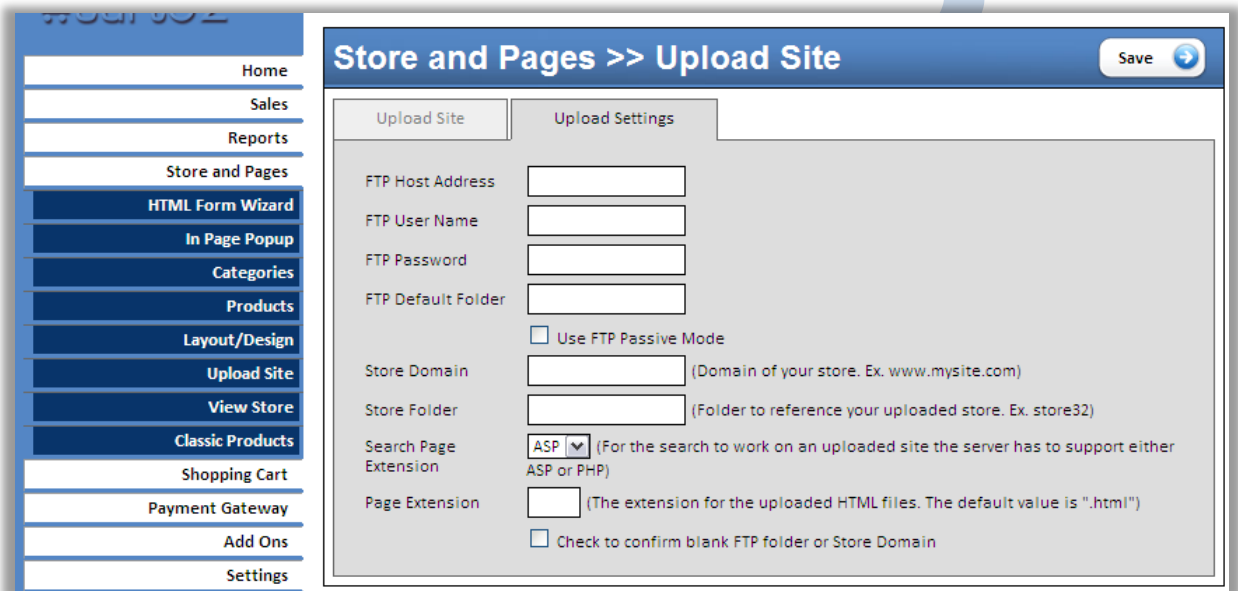 Home
Sales
Reports
Store and Pages
HTML Form Wizard
In Page Popup
Categories
Products
Layout/Design
Upload Site
View Store
Classic Products
Shopping Cart
Payment Gateway
Add Ons
Settings
Store and Pages >> Upload Site
Save
Upload Site
Upload Settings
FTP Host Address
FTP User Name
FTP Password
FTP Default Folder
Use FTP Passive Mode
Store Domain
(Domain of your store. Ex. www.mysite.com)
Store Folder
(Folder to reference your uploaded store. Ex. store32)
Search Page
Extension
ASP (For the search to work on an uploaded site the server has to support either
ASP or PHP)
Page Extension
(The extension for the uploaded HTML files. The default value is ".html")
Check to confirm blank FTP folder or Store Domain